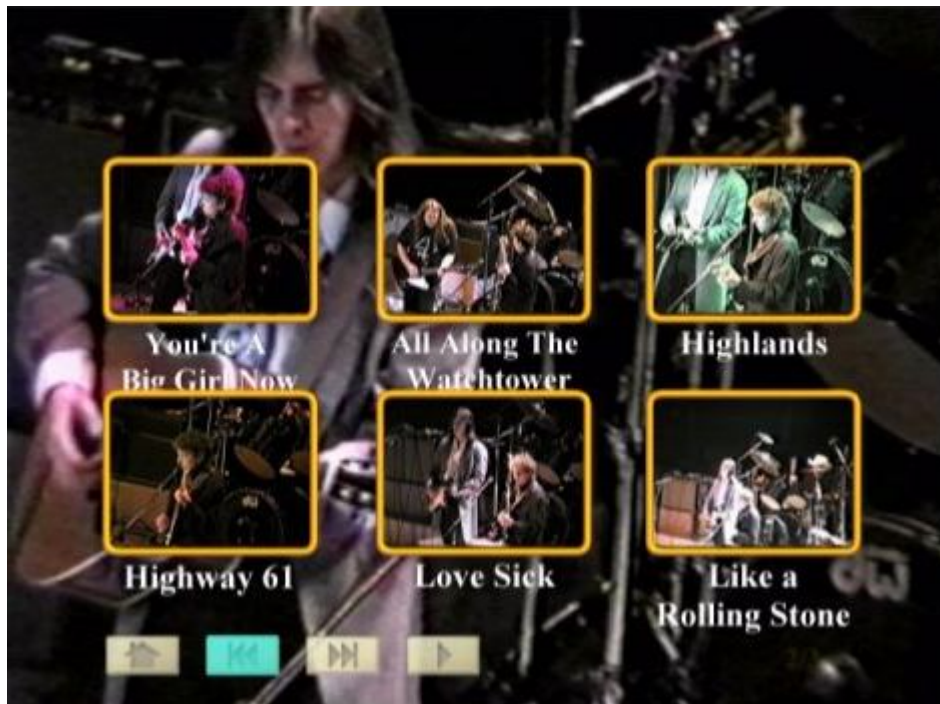 You're A
Big Girl Now
All Along The
Watchtower
Highlands
Highway 61
Love Sick
Like a
Rolling Stone